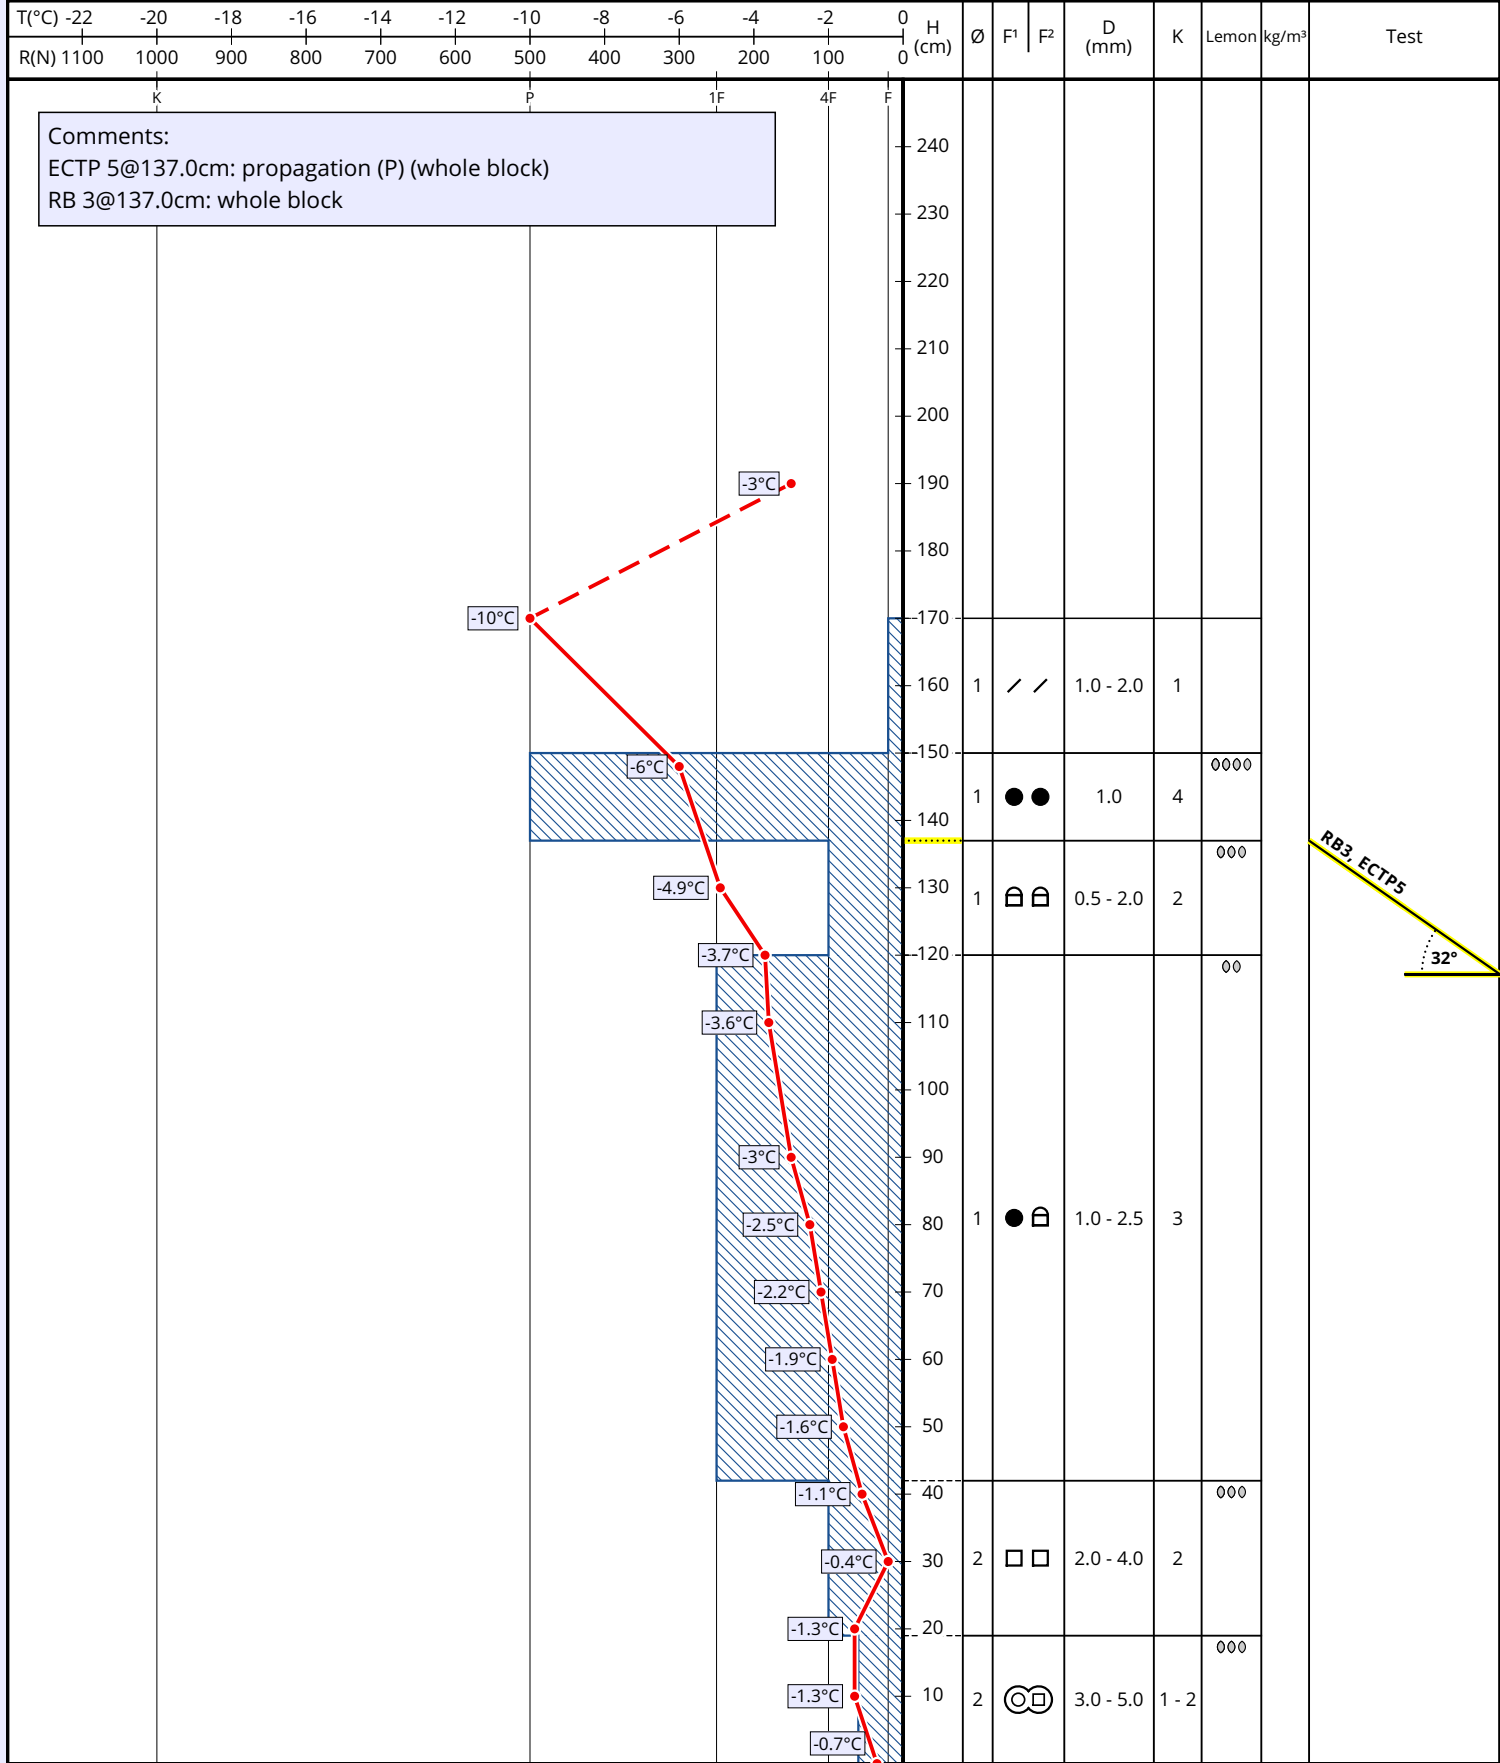 T(°C) -22 -20 -18 -16 -14 -12 -10 -8 -6 -4 -2 0
R(N) 1100 1000 900 800 700 600 500 400 300 200 100 0
H (cm) Ø F¹ F² D (mm) K Lemon kg/m³ Test
K P 1F 4F F
Comments:
ECTP 5@137.0cm: propagation (P) (whole block)
RB 3@137.0cm: whole block
240
230
220
210
200
-3°C 190
180
-10°C 170
160 1 1.0 - 2.0 1
150
-6°C
1 1.0 4
140
RB3, ECTP5
-4.9°C 130
1 0.5 - 2.0 2
-3.7°C 120
32°
-3.6°C 110
100
-3°C 90
-2.5°C 80 1 1.0 - 2.5 3
-2.2°C 70
-1.9°C 60
-1.6°C 50
-1.1°C 40
-0.4°C 30 2 2.0 - 4.0 2
-1.3°C 20
-1.3°C 10 2 3.0 - 5.0 1 - 2
-0.7°C